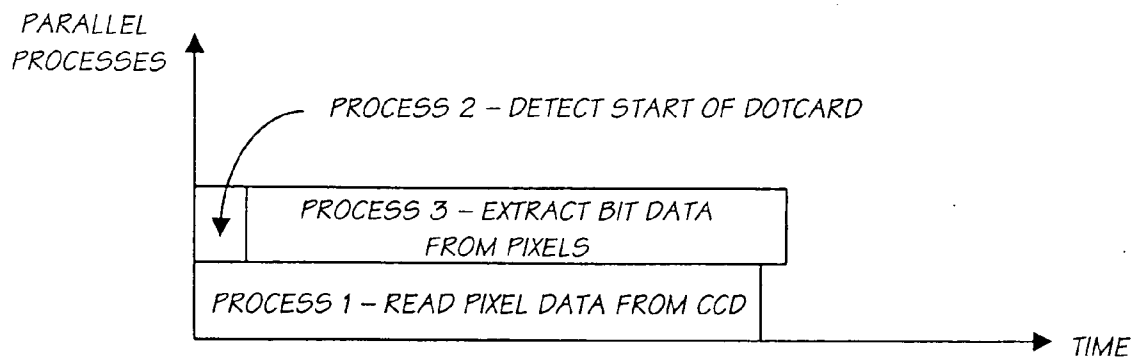 PARALLEL
PROCESSES
PROCESS 2 – DETECT START OF DOTCARD
PROCESS 3 – EXTRACT BIT DATA
FROM PIXELS
PROCESS 1 – READ PIXEL DATA FROM CCD
TIME